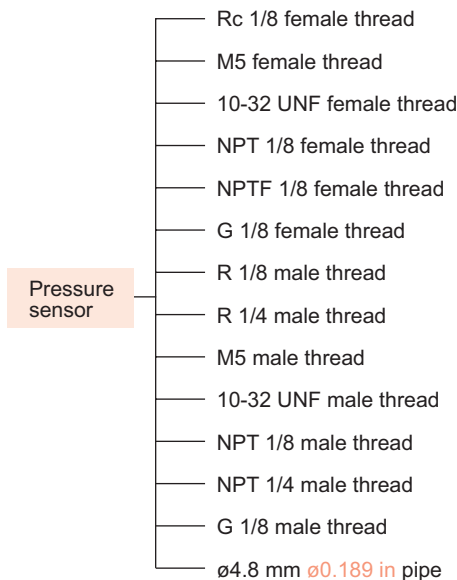 Rc 1/8 female thread
M5 female thread
10-32 UNF female thread
NPT 1/8 female thread
NPTF 1/8 female thread
G 1/8 female thread
Pressure
sensor
R 1/8 male thread
R 1/4 male thread
M5 male thread
10-32 UNF male thread
NPT 1/8 male thread
NPT 1/4 male thread
G 1/8 male thread
ø4.8 mm ø0.189 in pipe